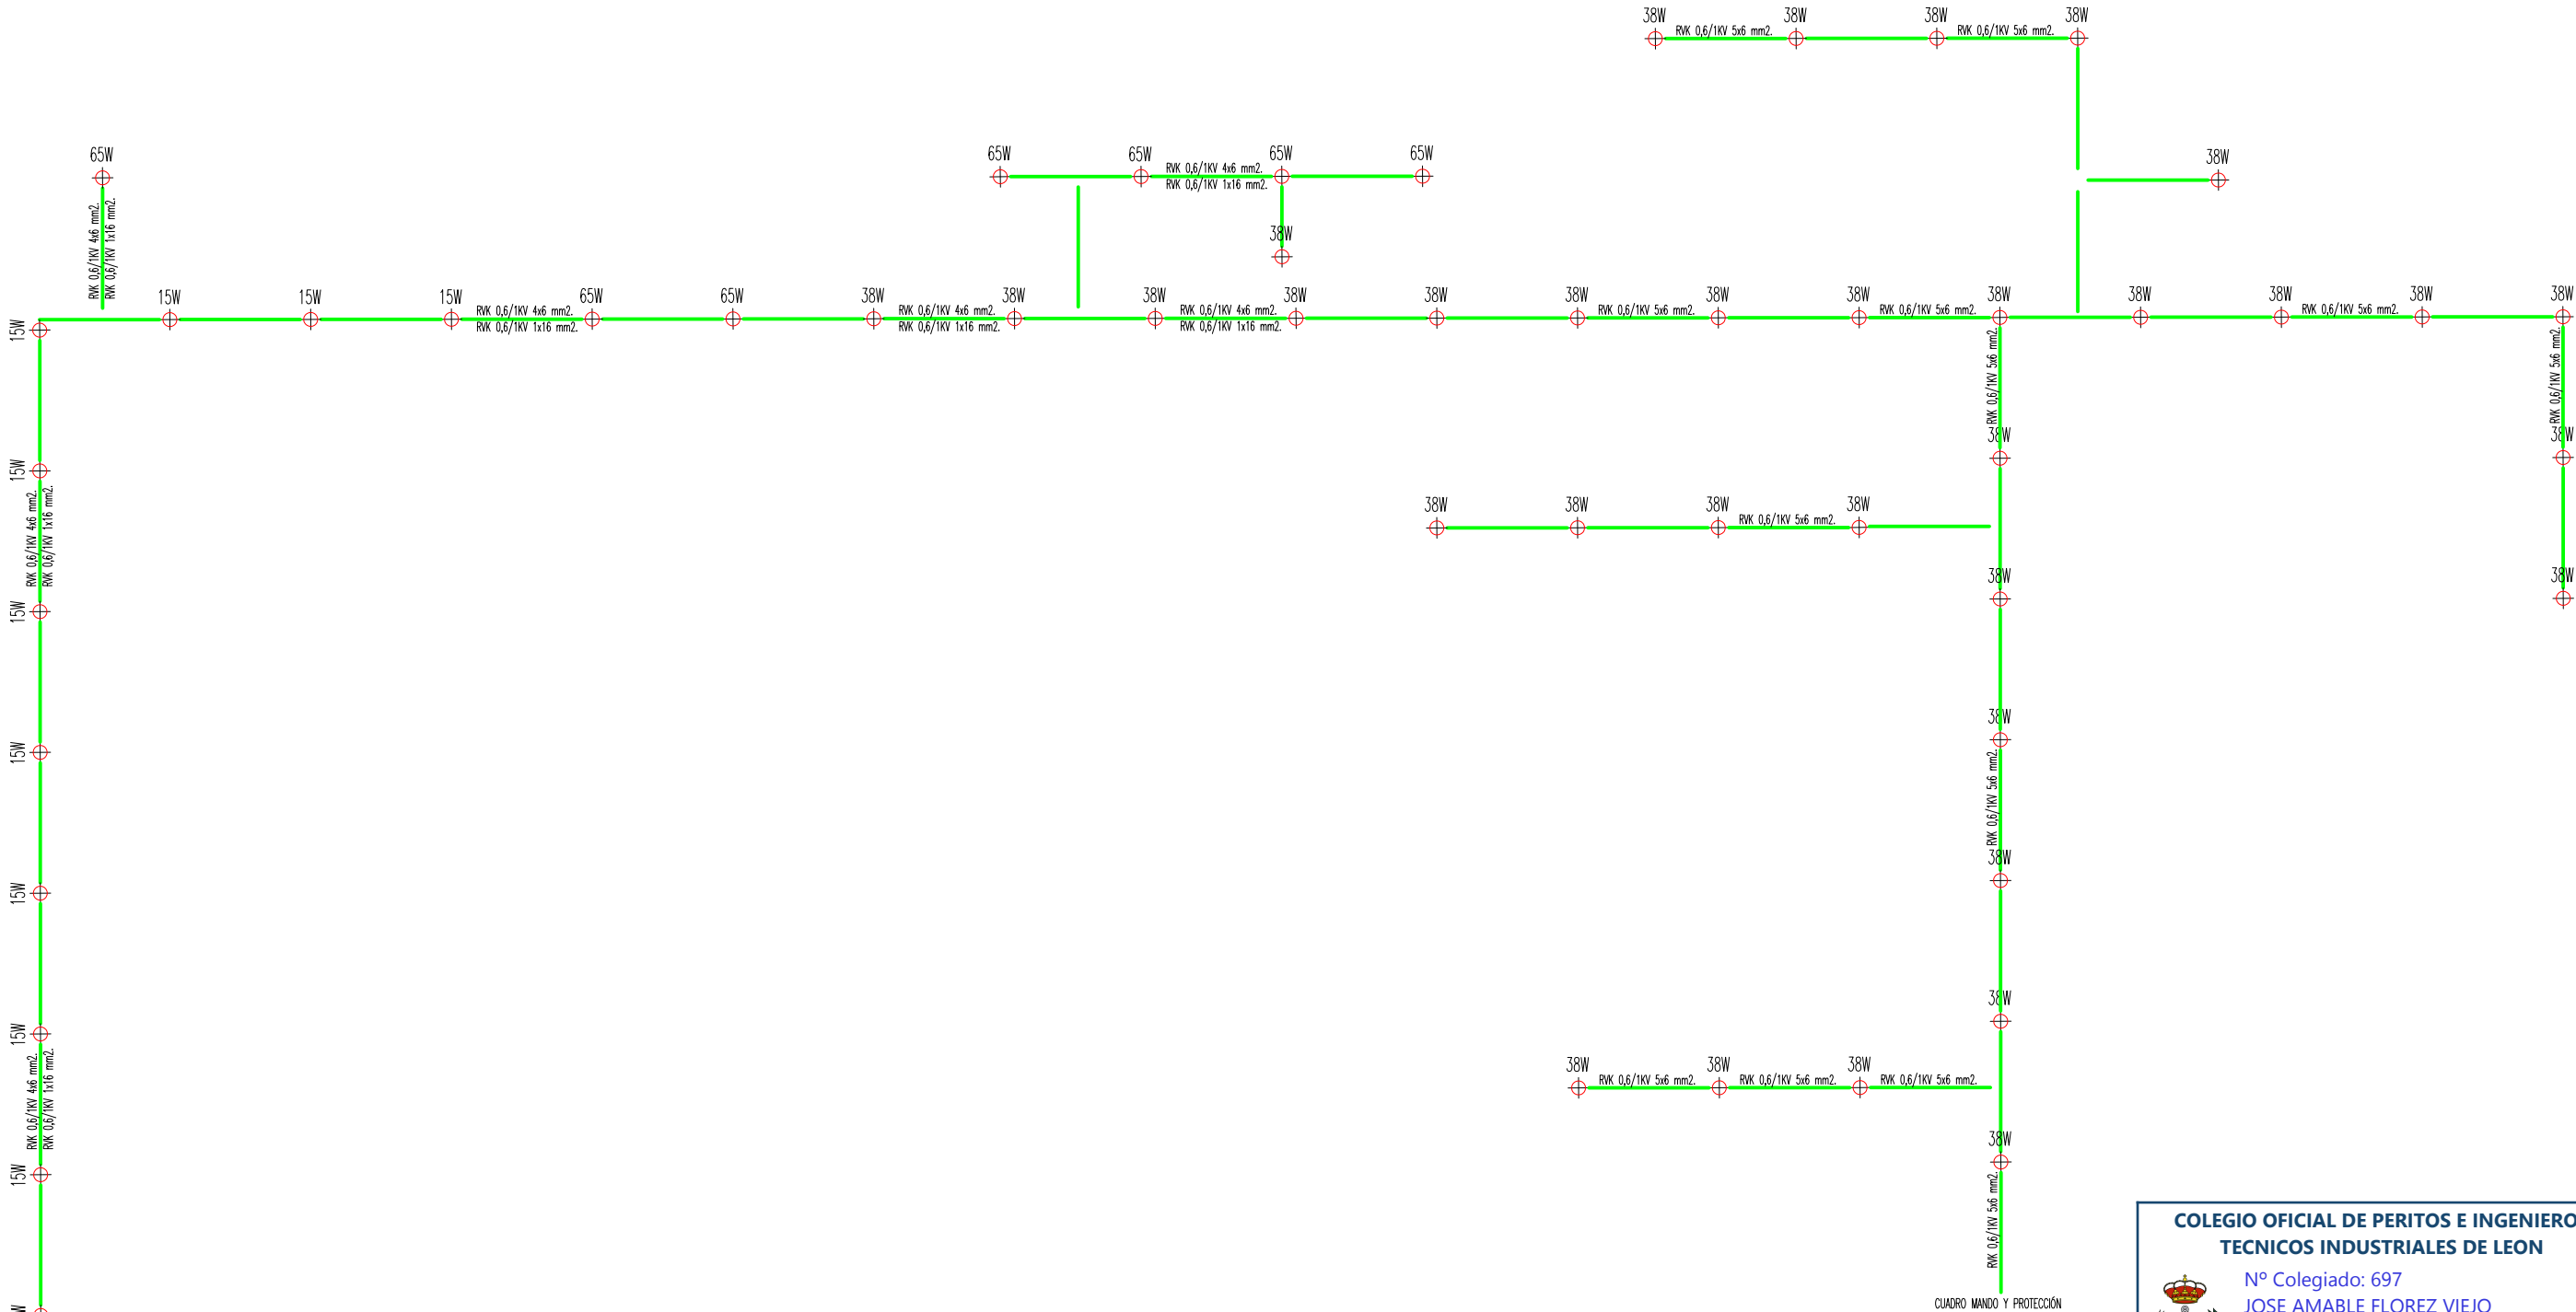 38W 38W 38W 38W
RVK 0,6/1KV 5x6 mm2. RVK 0,6/1KV 5x6 mm2.
65W 65W 65W 65W 65W 38W
RVK 0,6/1KV 4x6 mm2.
RVK 0,6/1KV 1x16 mm2.
RVK 0,6/1KV 4x6 mm2.
RVK 0,6/1KV 1x16 mm2.
38W
15W 15W 15W 65W 65W 38W 38W 38W 38W 38W 38W 38W 38W 38W 38W 38W 38W 38W
RVK 0,6/1KV 4x6 mm2. RVK 0,6/1KV 4x6 mm2. RVK 0,6/1KV 4x6 mm2. RVK 0,6/1KV 5x6 mm2. RVK 0,6/1KV 5x6 mm2. RVK 0,6/1KV 5x6 mm2.
RVK 0,6/1KV 1x16 mm2. RVK 0,6/1KV 1x16 mm2. RVK 0,6/1KV 1x16 mm2.
15W
RVK 0,6/1KV 5x6 mm2.
RVK 0,6/1KV 5x6 mm2.
38W 38W
15W
RVK 0,6/1KV 4x6 mm2.
RVK 0,6/1KV 1x16 mm2.
38W 38W 38W 38W
RVK 0,6/1KV 5x6 mm2.
38W 38W
15W
38W
15W
RVK 0,6/1KV 5x6 mm2.
38W
15W
38W
15W
RVK 0,6/1KV 4x6 mm2.
RVK 0,6/1KV 1x16 mm2.
38W 38W 38W
RVK 0,6/1KV 5x6 mm2. RVK 0,6/1KV 5x6 mm2. RVK 0,6/1KV 5x6 mm2.
38W
15W
RVK 0,6/1KV 5x6 mm2.
CUADRO MANDO Y PROTECCIÓN
COLEGIO OFICIAL DE PERITOS E INGENIERO
TECNICOS INDUSTRIALES DE LEON
Nº Colegiado: 697
JOSE AMABLE FLOREZ VIEJO